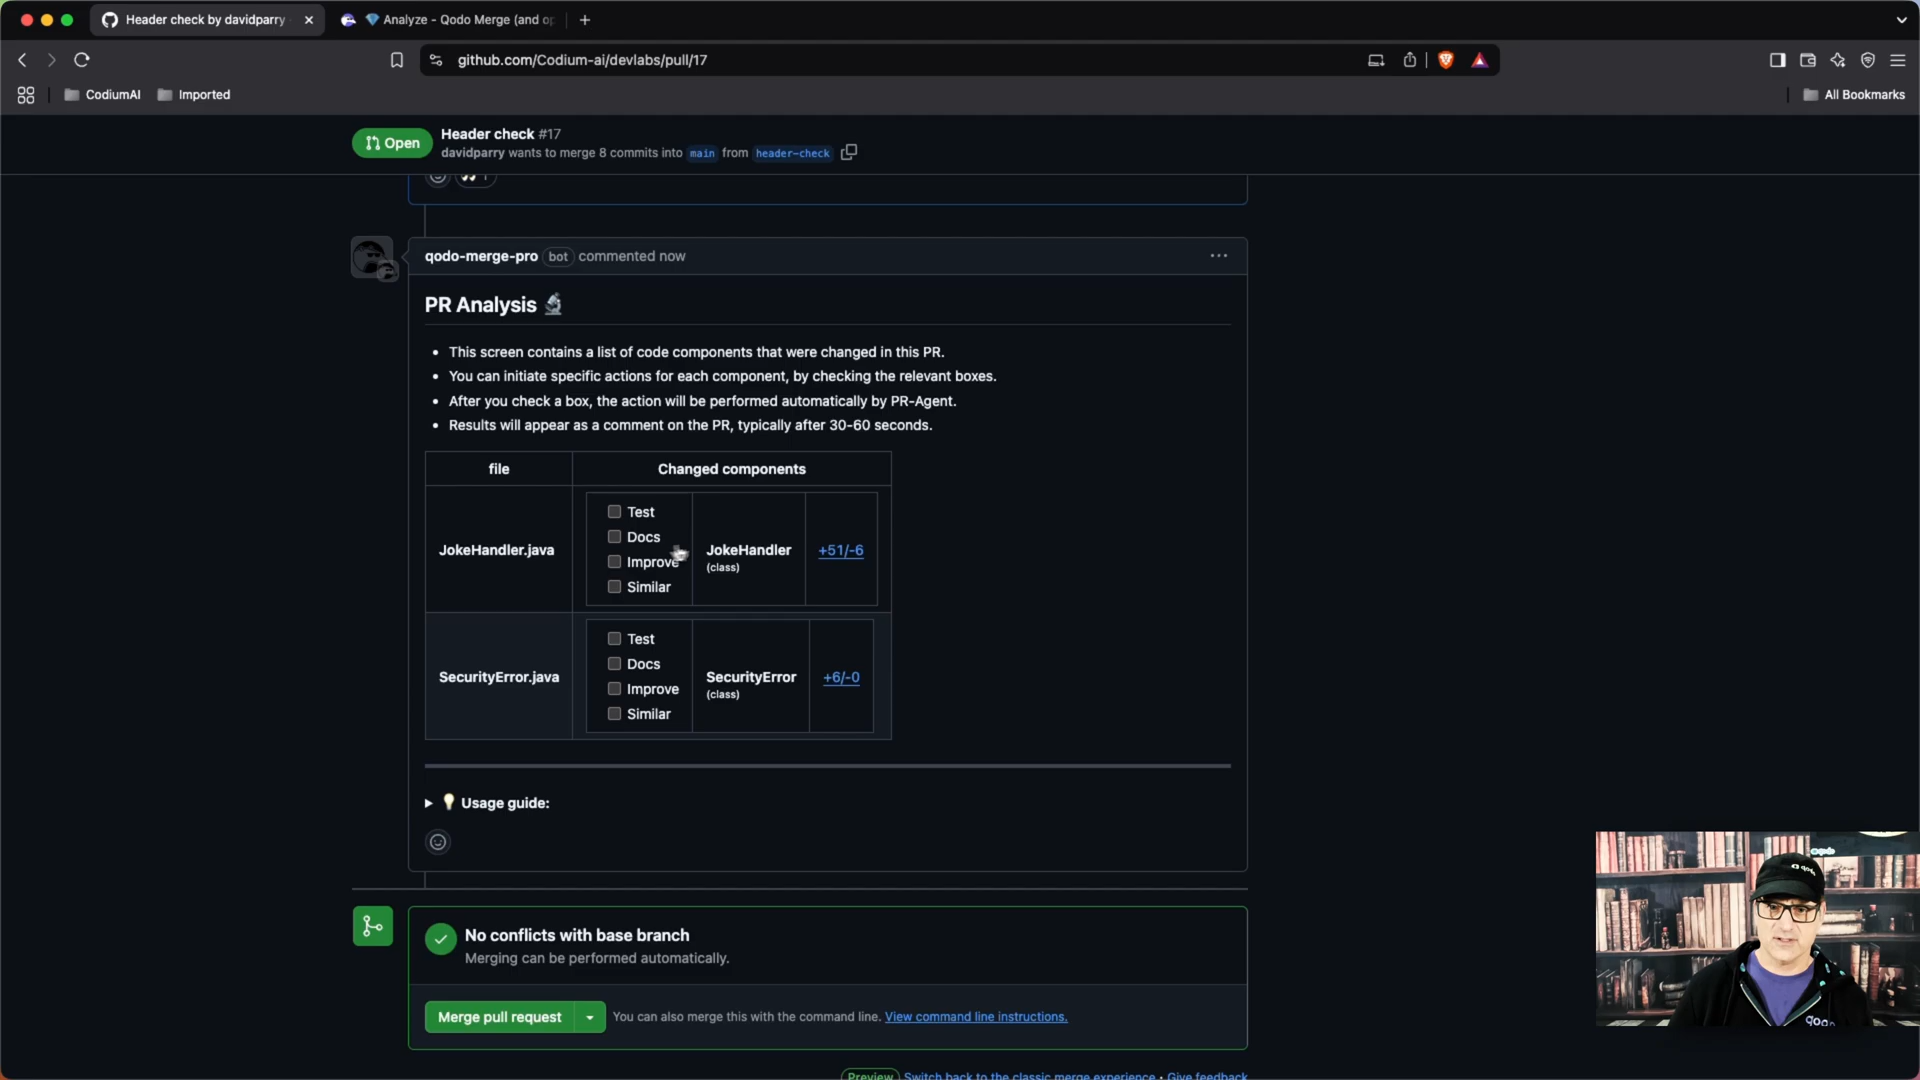 Header check by davidparry
Analyze - Qodo Merge (and op
github.com/Codium-ai/devlabs/pull/17
CodiumAI
Imported
All Bookmarks
Open
Header check #17
davidparry wants to merge 8 commits into main from header-check
qodo-merge-pro bot commented now
PR Analysis
This screen contains a list of code components that were changed in this PR.
You can initiate specific actions for each component, by checking the relevant boxes.
After you check a box, the action will be performed automatically by PR-Agent.
Results will appear as a comment on the PR, typically after 30-60 seconds.
file
Changed components
JokeHandler.java
Test
Docs
Improve
Similar
JokeHandler
(class)
+51/-6
SecurityError.java
Test
Docs
Improve
Similar
SecurityError
(class)
+6/-0
Usage guide:
No conflicts with base branch
Merging can be performed automatically.
Merge pull request
You can also merge this with the command line. View command line instructions.
Preview Switch back to the classic merge experience · Give feedback
qodo